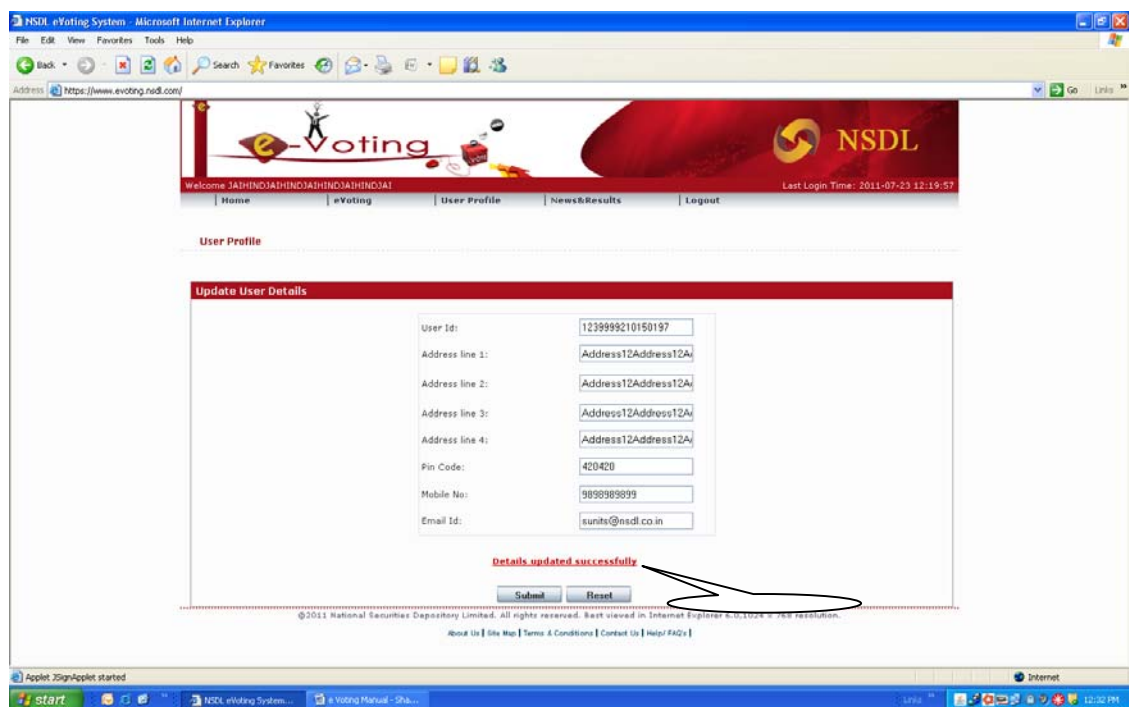 NSDL eVoting System - Microsoft Internet Explorer
File Edit View Favorites Tools Help
Back Search Favorites
Address https://www.evoting.nsdl.com/ Go Links »
e-Voting VOTE NSDL
Welcome JAIHINDJAIHINDJAIHINDJAIHINDJAI Last Login Time: 2011-07-23 12:19:57
| Home | eVoting | User Profile | News&Results | Logout
User Profile
Update User Details
User Id: 1239999210150197
Address line 1: Address12Address12A
Address line 2: Address12Address12A
Address line 3: Address12Address12A
Address line 4: Address12Address12A
Pin Code: 420420
Mobile No: 9898989899
Email Id: sunits@nsdl.co.in
Details updated successfully
Submit Reset
©2011 National Securities Depository Limited. All rights reserved. Best viewed in Internet Explorer 6.0,1024 × 768 resolution.
About Us | Site Map | Terms & Conditions | Contact Us | Help/ FAQ's |
Applet JSignApplet started Internet
start NSDL eVoting System... e Voting Manual - Sha... Links » 12:32 PM